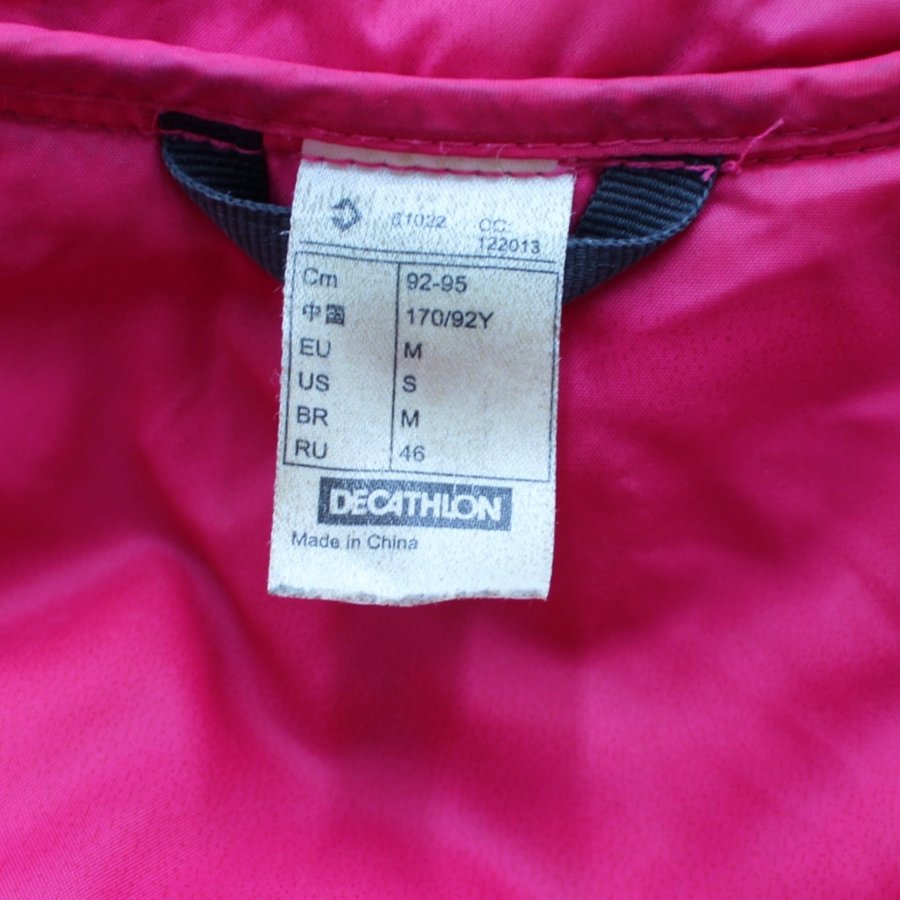 61022 CC:
122013
Cm 92-95
中国 170/92Y
EU M
US S
BR M
RU 46
DECATHLON
Made in China